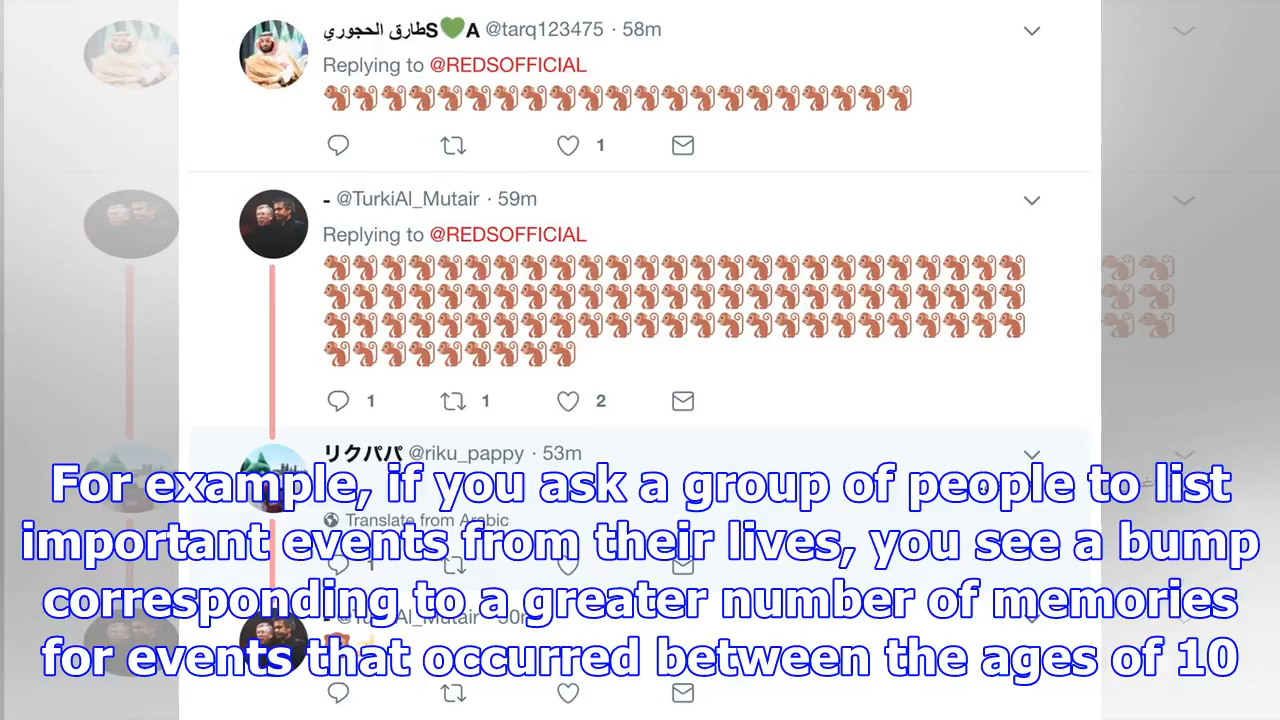 طارق الحجوريS💚A @tarq123475 · 58m
Replying to @REDSOFFICIAL
🐒🐒🐒🐒🐒🐒🐒🐒🐒🐒🐒🐒🐒🐒🐒🐒🐒🐒🐒🐒🐒
1
- @TurkiAl_Mutair · 59m
Replying to @REDSOFFICIAL
🐒🐒🐒🐒🐒🐒🐒🐒🐒🐒🐒🐒🐒🐒🐒🐒🐒🐒🐒🐒🐒🐒🐒🐒🐒
🐒🐒🐒🐒🐒🐒🐒🐒🐒🐒🐒🐒🐒🐒🐒🐒🐒🐒🐒🐒🐒🐒🐒🐒🐒
🐒🐒🐒🐒🐒🐒🐒🐒🐒🐒🐒🐒🐒🐒🐒🐒🐒🐒🐒🐒🐒🐒🐒🐒🐒
🐒🐒🐒🐒🐒🐒🐒🐒🐒
1 1 2
リクパパ @riku_pappy · 53m
For example, if you ask a group of people to list
Translate from Arabic
important events from their lives, you see a bump
1
corresponding to a greater number of memories
for events that occurred between the ages of 10